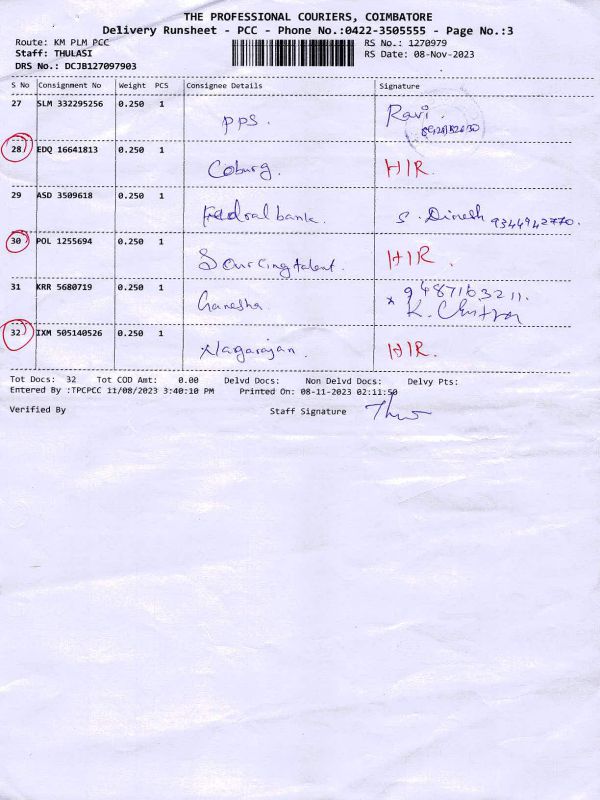 THE PROFESSIONAL COURIERS, COIMBATORE
Delivery Runsheet - PCC - Phone No.:0422-3505555 - Page No.:3
Route: KM PLM PCC
RS No.: 1270979
Staff: THULASI
RS Date: 08-Nov-2023
DRS No.: DCJB127097903
S No Consignment No Weight PCS Consignee Details Signature
27 SLM 332295256 0.250 1 PPS. Ravi.
28 EDQ 16641813 0.250 1 Coburg. HIR.
29 ASD 3509618 0.250 1 Fedralbank. S. Dinesh 9344942770.
30 POL 1255694 0.250 1 Sourcingtalent. HIR.
31 KRR 5680719 0.250 1 Ganesha. 9487163211.
K.
32 IXM 505140526 0.250 1 Nagarajan. HIR.
Tot Docs: 32 Tot COD Amt: 0.00 Delvd Docs: Non Delvd Docs: Delvy Pts:
Entered By :TPCPCC 11/08/2023 3:40:10 PM Printed On: 08-11-2023 02:11:50
Verified By Staff Signature